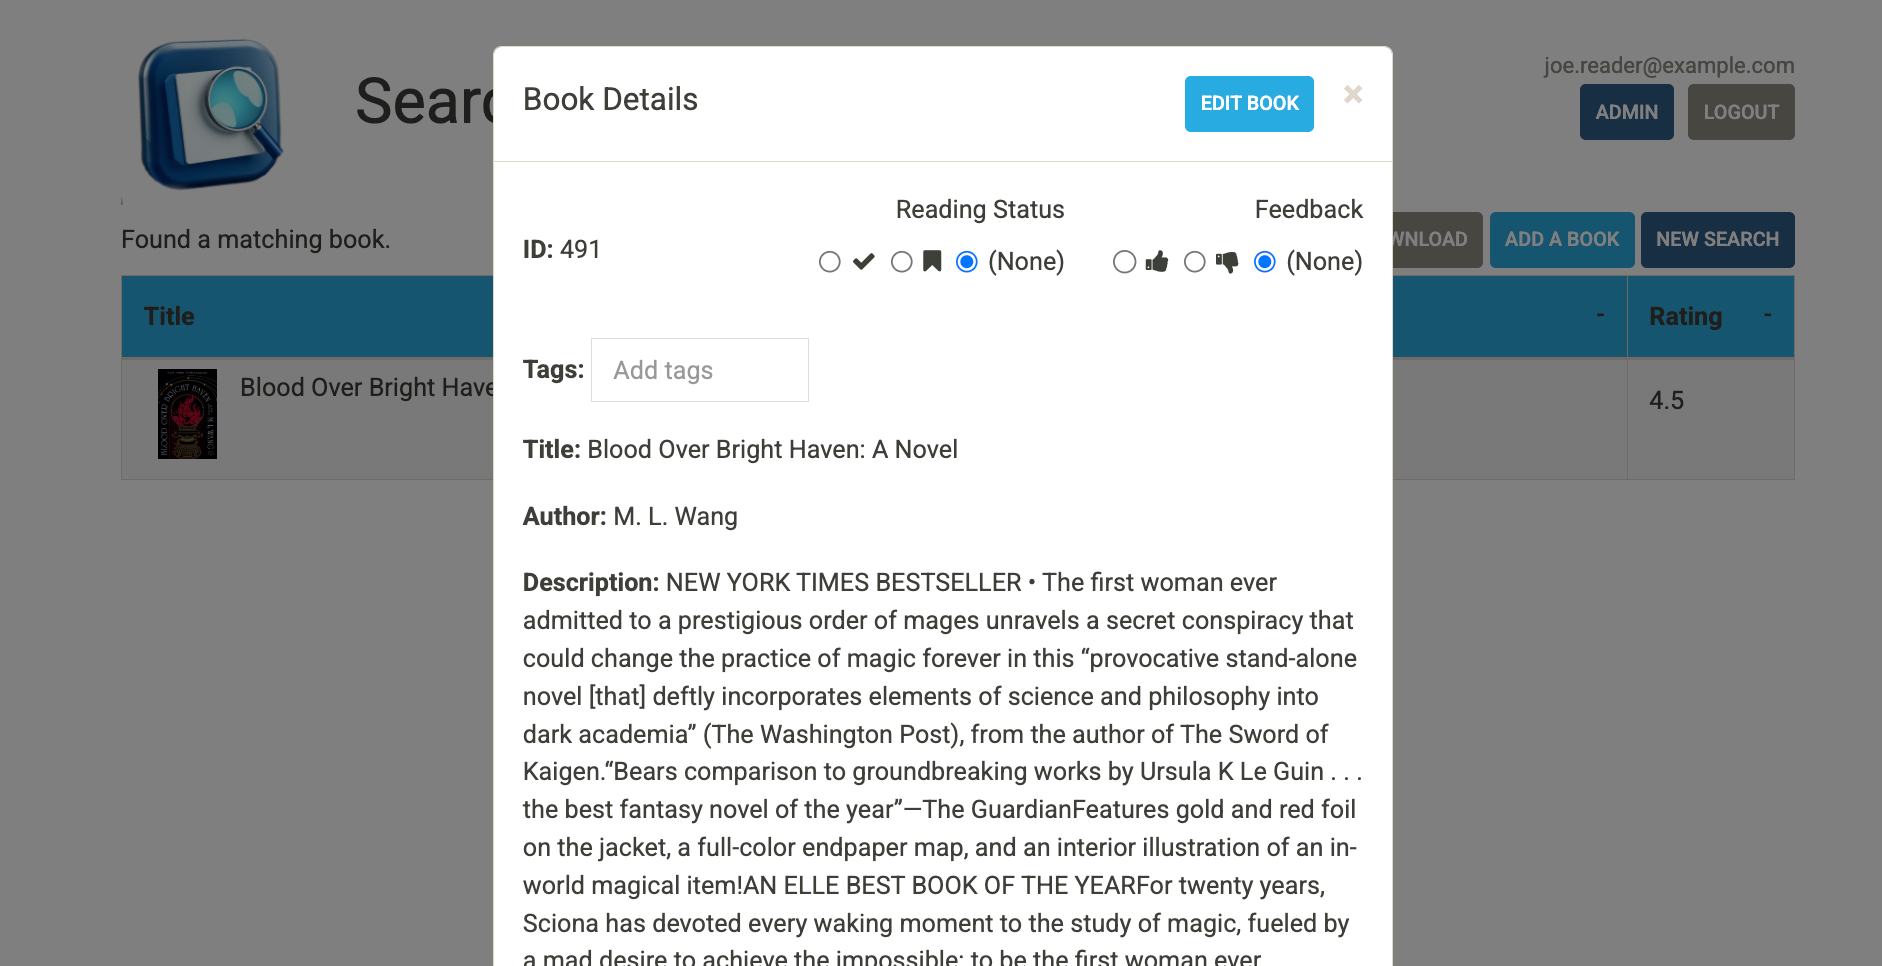 joe.reader@example.com
ADMIN LOGOUT
Book Details
EDIT BOOK ×
Reading Status Feedback
ID: 491
(None) (None)
Found a matching book.
ADD A BOOK NEW SEARCH
Title - Rating -
Tags: Add tags
4.5
Title: Blood Over Bright Haven: A Novel
Author: M. L. Wang
Description: NEW YORK TIMES BESTSELLER • The first woman ever
admitted to a prestigious order of mages unravels a secret conspiracy that
could change the practice of magic forever in this “provocative stand-alone
novel [that] deftly incorporates elements of science and philosophy into
dark academia” (The Washington Post), from the author of The Sword of
Kaigen.“Bears comparison to groundbreaking works by Ursula K Le Guin . . .
the best fantasy novel of the year”—The GuardianFeatures gold and red foil
on the jacket, a full-color endpaper map, and an interior illustration of an in-
world magical item!AN ELLE BEST BOOK OF THE YEARFor twenty years,
Sciona has devoted every waking moment to the study of magic, fueled by
a mad desire to achieve the impossible: to be the first woman ever
Blood Over Bright